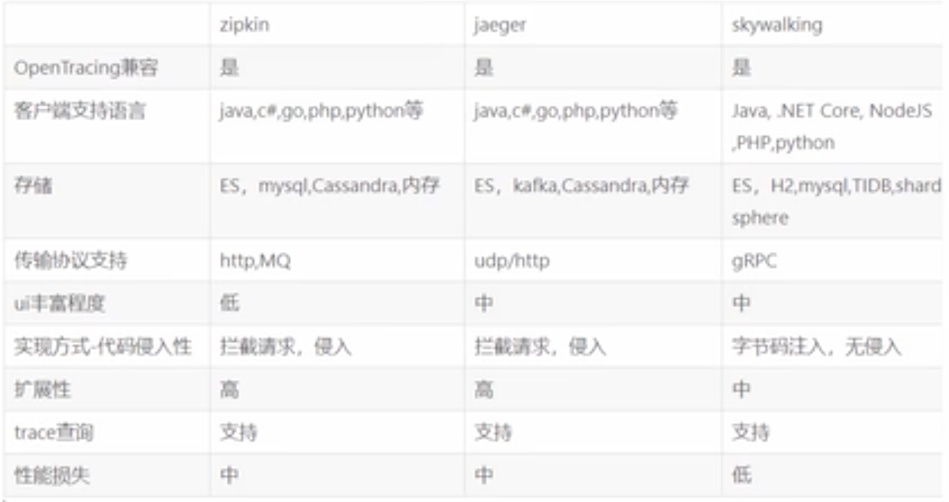 zipkin jaeger skywalking
OpenTracing兼容 是 是 是
客户端支持语言 java,c#,go,php,python等 java,c#,go,php,python等 Java, .NET Core, NodeJS
,PHP,python
存储 ES，mysql,Cassandra,内存 ES，kafka,Cassandra,内存 ES，H2,mysql,TIDB,shard
sphere
传输协议支持 http,MQ udp/http gRPC
ui丰富程度 低 中 中
实现方式-代码侵入性 拦截请求，侵入 拦截请求，侵入 字节码注入，无侵入
扩展性 高 高 中
trace查询 支持 支持 支持
性能损失 中 中 低